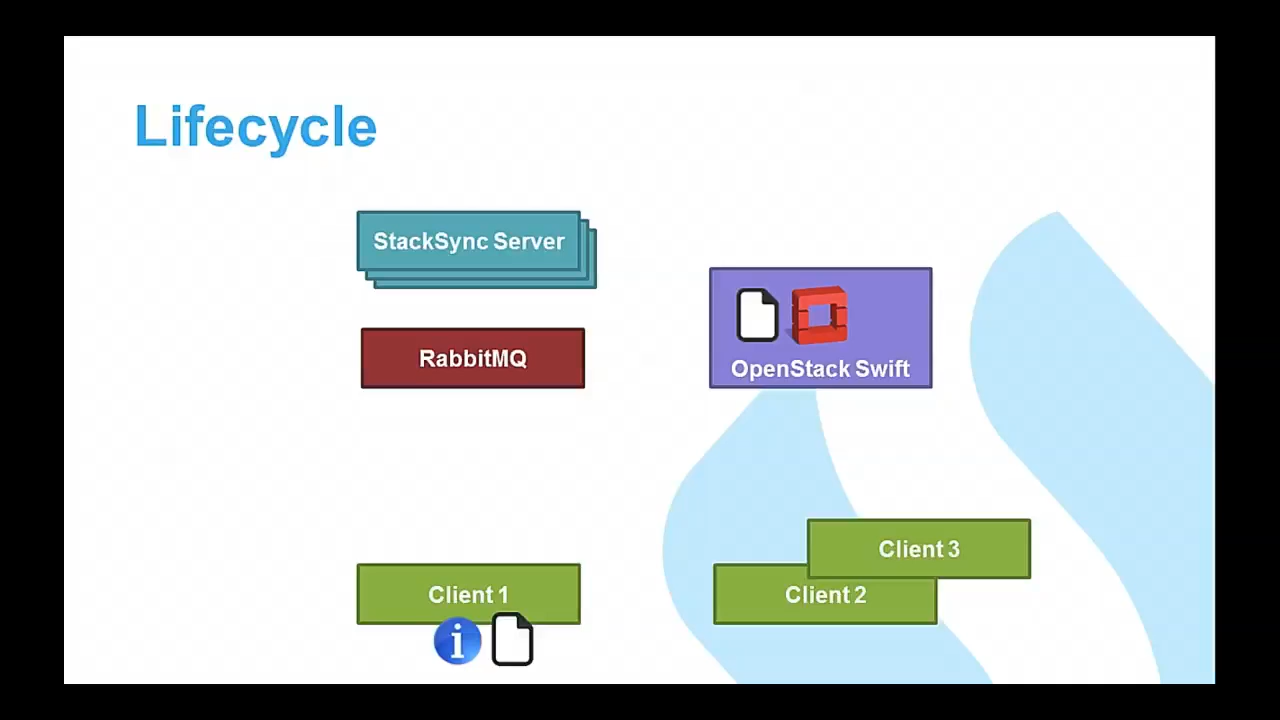 Lifecycle
StackSync Server
RabbitMQ
OpenStack Swift
Client 3
Client 1
Client 2
i